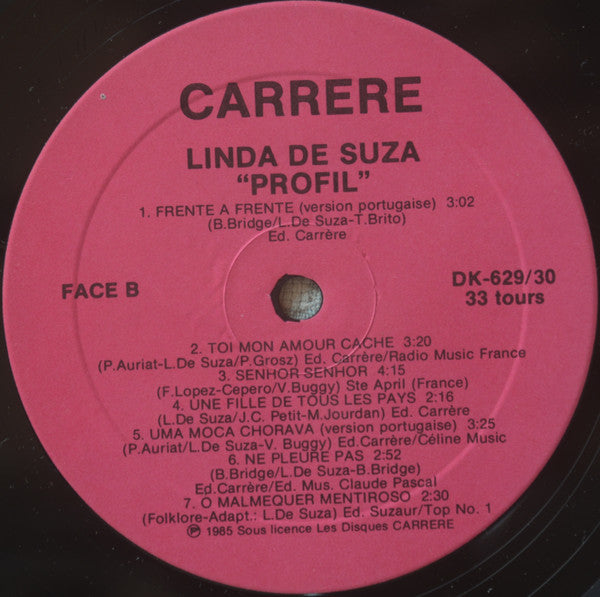 CARRERE
LINDA DE SUZA
“PROFIL”
1. FRENTE A FRENTE (version portugaise) 3:02
(B.Bridge/L.De Suza-T.Brito)
Ed. Carrère
FACE B
DK-629/30
33 tours
2. TOI MON AMOUR CACHE 3:20
(P.Auriat-L.De Suza/P.Grosz) Ed. Carrère/Radio Music France
3. SENHOR SENHOR 4:15
(F.Lopez-Cepero/V.Buggy) Ste April (France)
4. UNE FILLE DE TOUS LES PAYS 2:16
(L.De Suza/J.C. Petit-M.Jourdan) Ed. Carrère
5. UMA MOCA CHORAVA (version portugaise) 3:25
(P.Auriat/L.De Suza-V. Buggy) Ed.Carrère/Céline Music
6. NE PLEURE PAS 2:52
(B.Bridge/L.De Suza-B.Bridge)
Ed.Carrère/Ed. Mus. Claude Pascal
7. O MALMEQUER MENTIROSO 2:30
(Folklore-Adapt.: L.De Suza) Ed. Suzaur/Top No. 1
℗ 1985 Sous licence Les Disques CARRERE